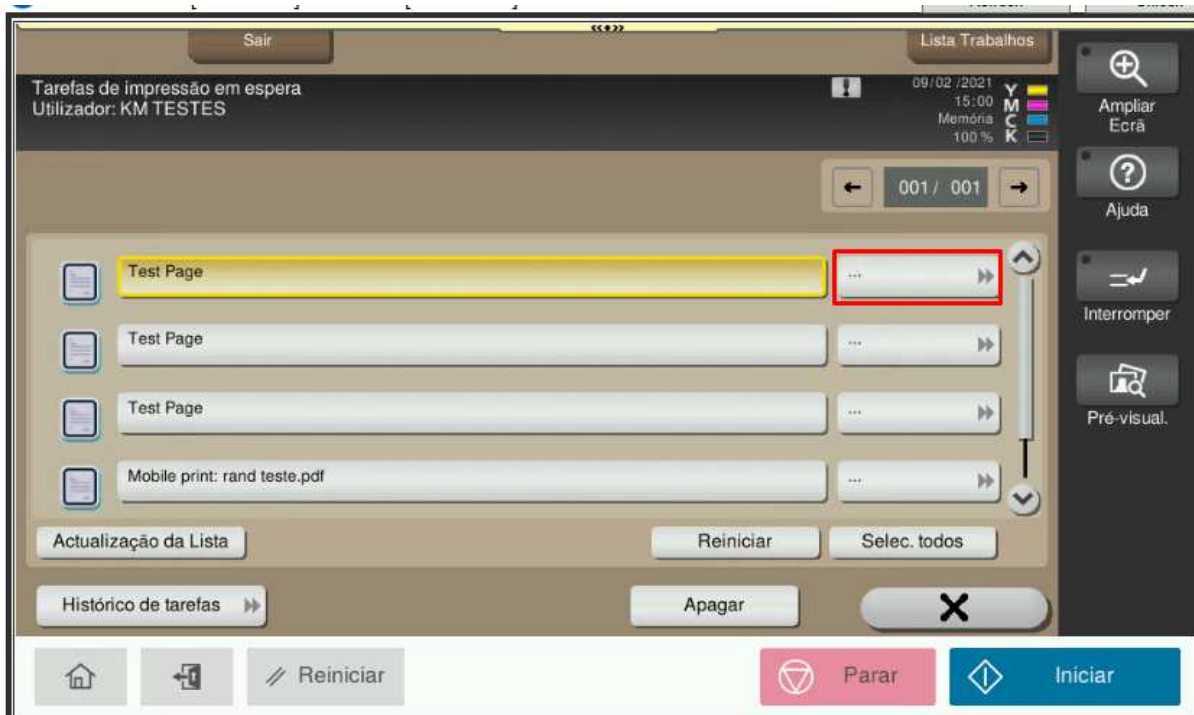 Sair
Lista Trabalhos
Tarefas de impressão em espera
Utilizador: KM TESTES
09/02 /2021
15:00
Memória
100 %
Y
M
C
K
Ampliar
Ecrã
001 / 001
Ajuda
Test Page
...
Interromper
Test Page
...
Test Page
...
Pré-visual.
Mobile print: rand teste.pdf
...
Actualização da Lista
Reiniciar
Selec. todos
Histórico de tarefas
Apagar
Reiniciar
Parar
Iniciar